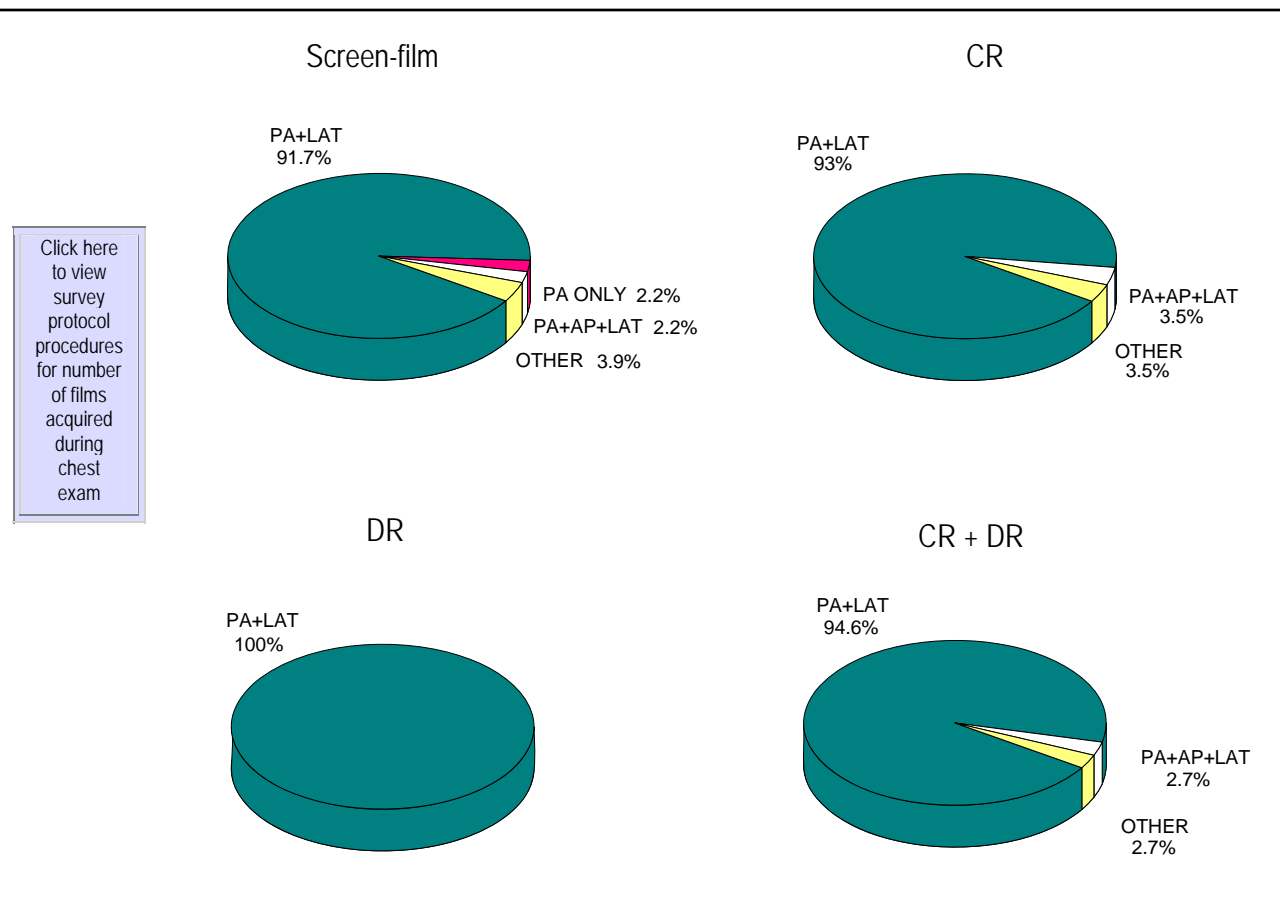 Screen-film
PA+LAT
91.7%
PA ONLY 2.2%
PA+AP+LAT 2.2%
OTHER 3.9%
CR
PA+LAT
93%
PA+AP+LAT
3.5%
OTHER
3.5%
Click here
to view
survey
protocol
procedures
for number
of films
acquired
during
chest
exam
DR
PA+LAT
100%
CR + DR
PA+LAT
94.6%
PA+AP+LAT
2.7%
OTHER
2.7%